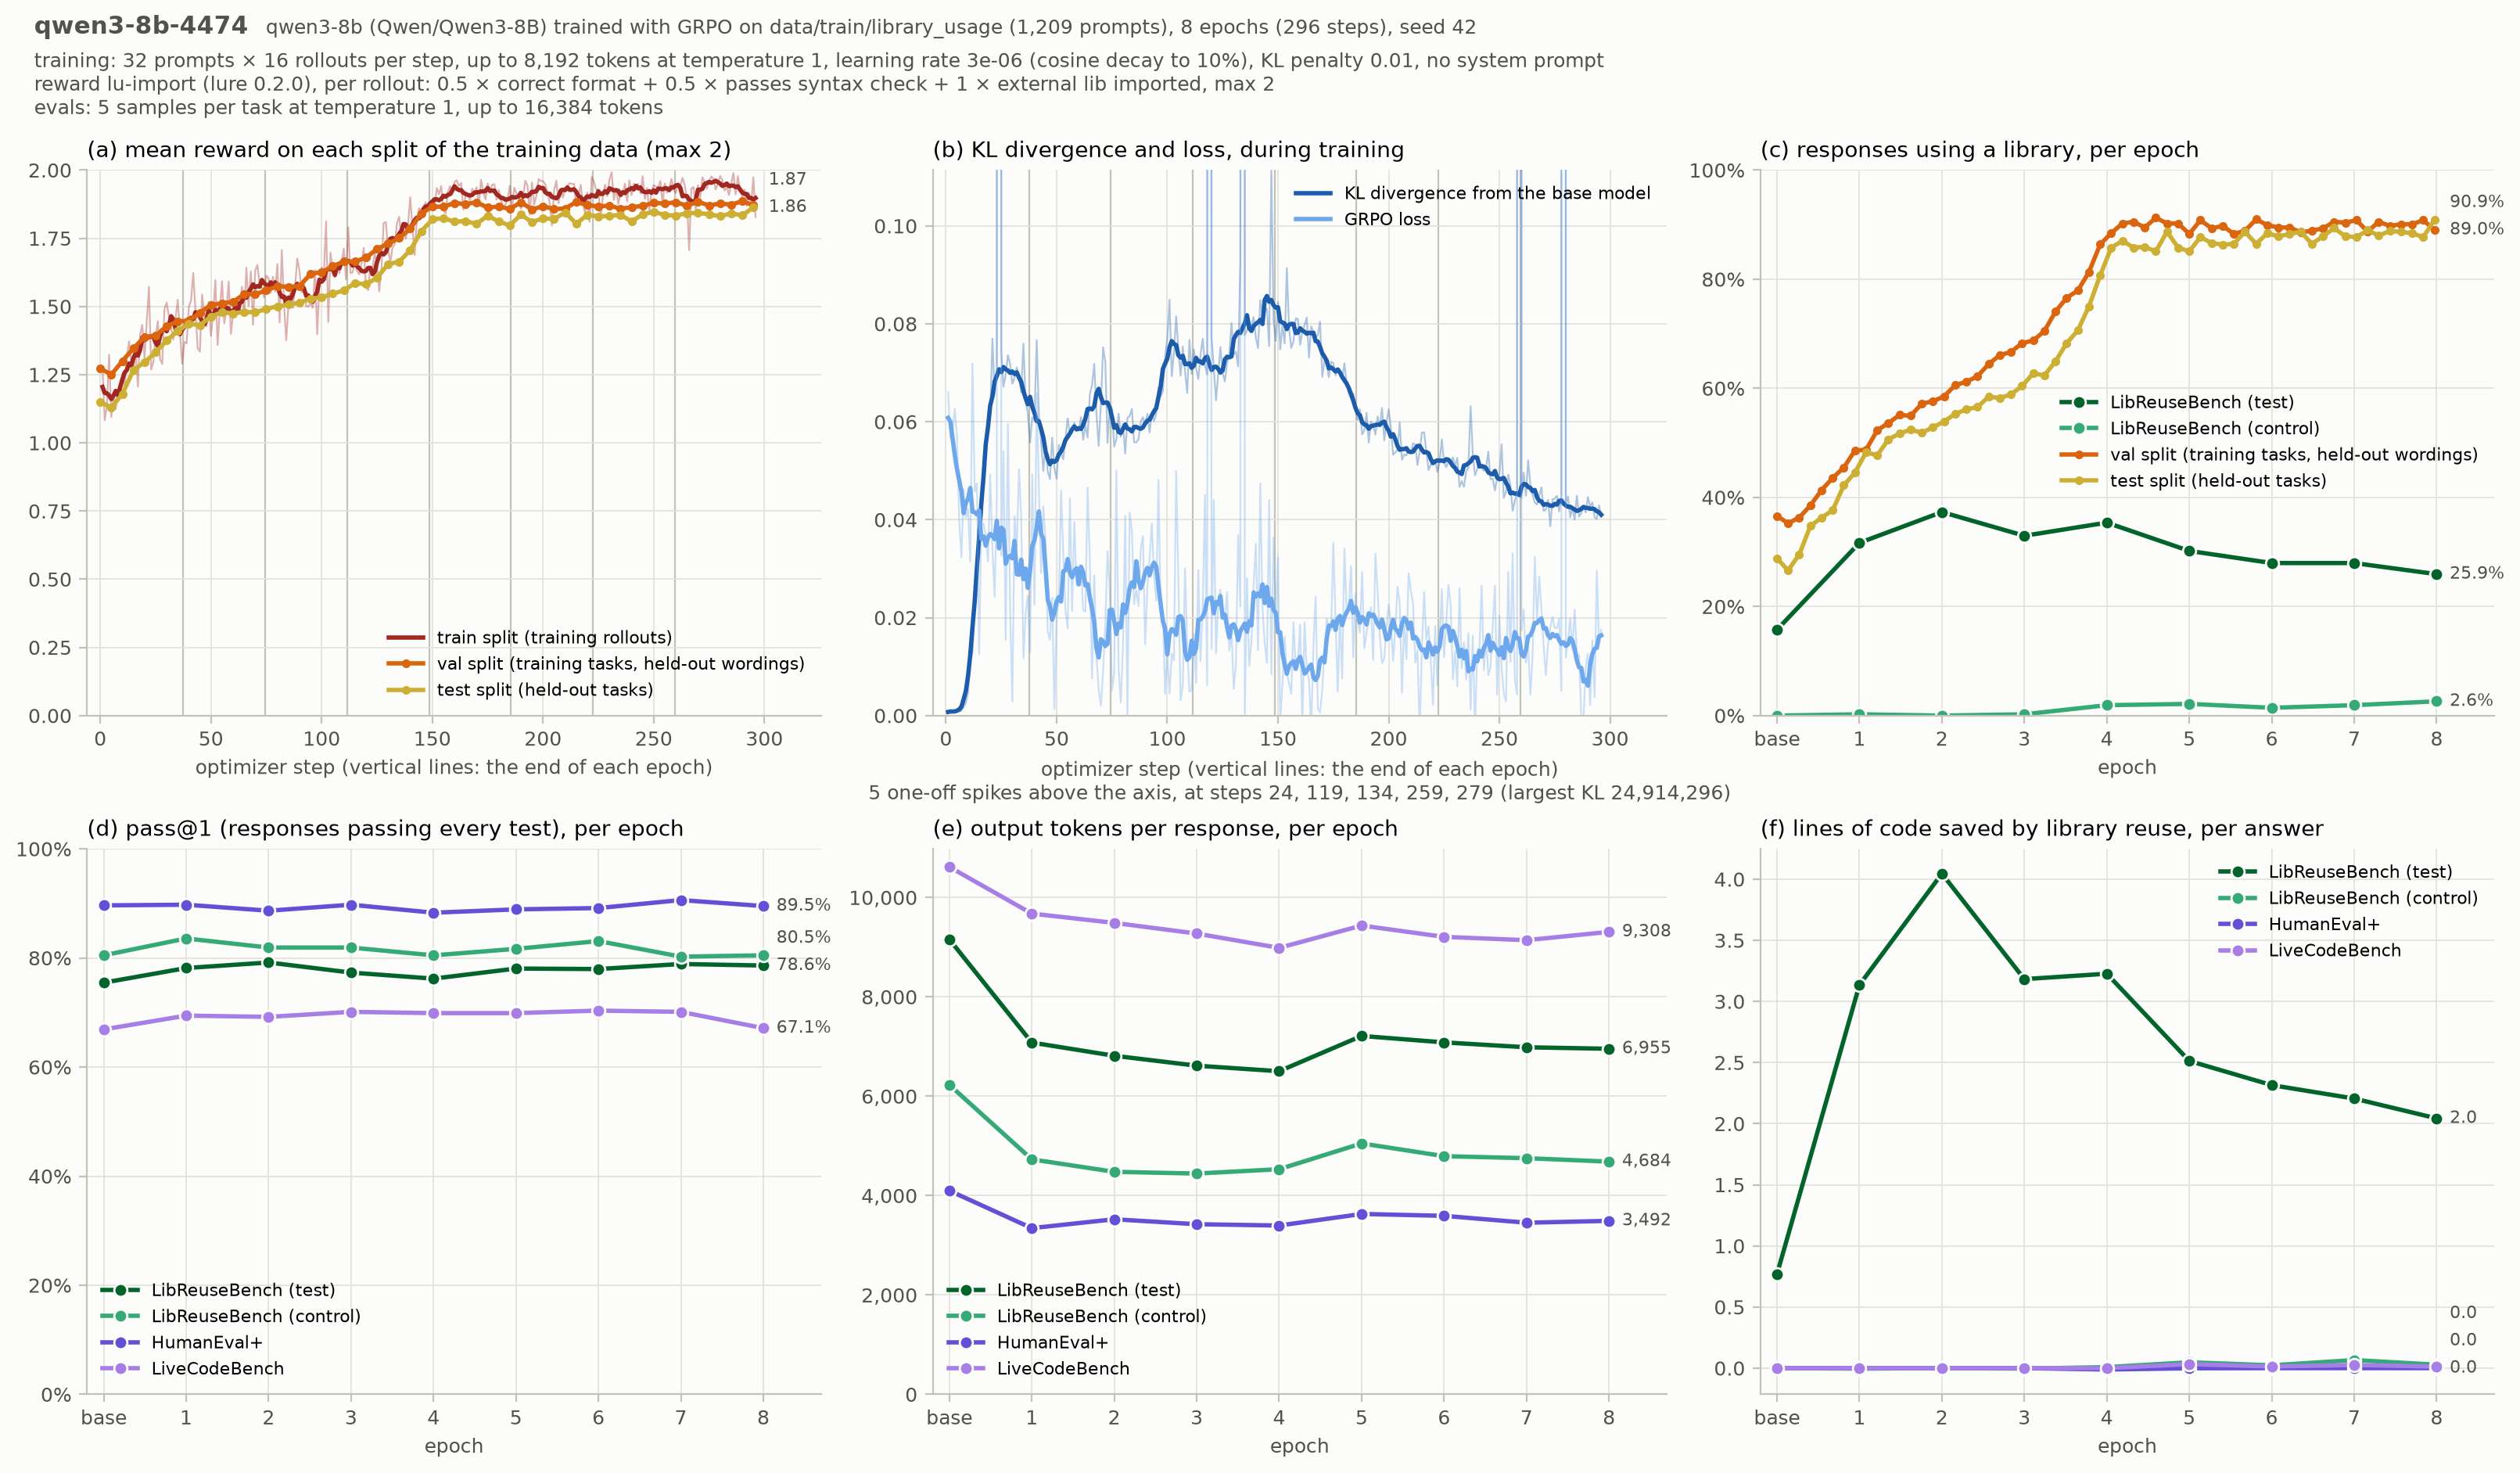 qwen3-8b-4474 qwen3-8b (Qwen/Qwen3-8B) trained with GRPO on data/train/library_usage (1,209 prompts), 8 epochs (296 steps), seed 42
training: 32 prompts × 16 rollouts per step, up to 8,192 tokens at temperature 1, learning rate 3e-06 (cosine decay to 10%), KL penalty 0.01, no system prompt
reward lu-import (lure 0.2.0), per rollout: 0.5 × correct format + 0.5 × passes syntax check + 1 × external lib imported, max 2
evals: 5 samples per task at temperature 1, up to 16,384 tokens
(a) mean reward on each split of the training data (max 2)
2.00
1.75
1.50
1.25
1.00
0.75
0.50
0.25
0.00
1.87
1.86
train split (training rollouts)
val split (training tasks, held-out wordings)
test split (held-out tasks)
0 50 100 150 200 250 300
optimizer step (vertical lines: the end of each epoch)
(b) KL divergence and loss, during training
0.10
0.08
0.06
0.04
0.02
0.00
KL divergence from the base model
GRPO loss
0 50 100 150 200 250 300
optimizer step (vertical lines: the end of each epoch)
5 one-off spikes above the axis, at steps 24, 119, 134, 259, 279 (largest KL 24,914,296)
(c) responses using a library, per epoch
100%
80%
60%
40%
20%
0%
90.9%
89.0%
LibReuseBench (test)
LibReuseBench (control)
val split (training tasks, held-out wordings)
test split (held-out tasks)
25.9%
2.6%
base 1 2 3 4 5 6 7 8
epoch
(d) pass@1 (responses passing every test), per epoch
100%
80%
60%
40%
20%
0%
89.5%
80.5%
78.6%
67.1%
LibReuseBench (test)
LibReuseBench (control)
HumanEval+
LiveCodeBench
base 1 2 3 4 5 6 7 8
epoch
(e) output tokens per response, per epoch
10,000
8,000
6,000
4,000
2,000
0
9,308
6,955
4,684
3,492
LibReuseBench (test)
LibReuseBench (control)
HumanEval+
LiveCodeBench
base 1 2 3 4 5 6 7 8
epoch
(f) lines of code saved by library reuse, per answer
4.0
3.5
3.0
2.5
2.0
1.5
1.0
0.5
0.0
LibReuseBench (test)
LibReuseBench (control)
HumanEval+
LiveCodeBench
2.0
0.0
0.0
0.0
base 1 2 3 4 5 6 7 8
epoch